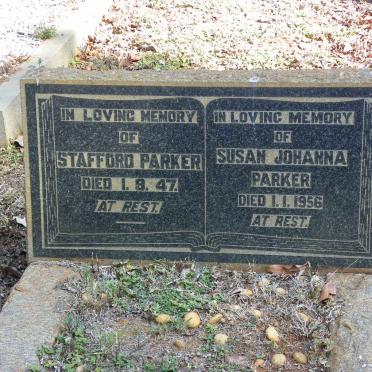 IN LOVING MEMORY
OF
STAFFORD PARKER
DIED 1.9.47.
AT REST.
IN LOVING MEMORY
OF
SUSAN JOHANNA
PARKER
DIED 1.1.1956
AT REST.